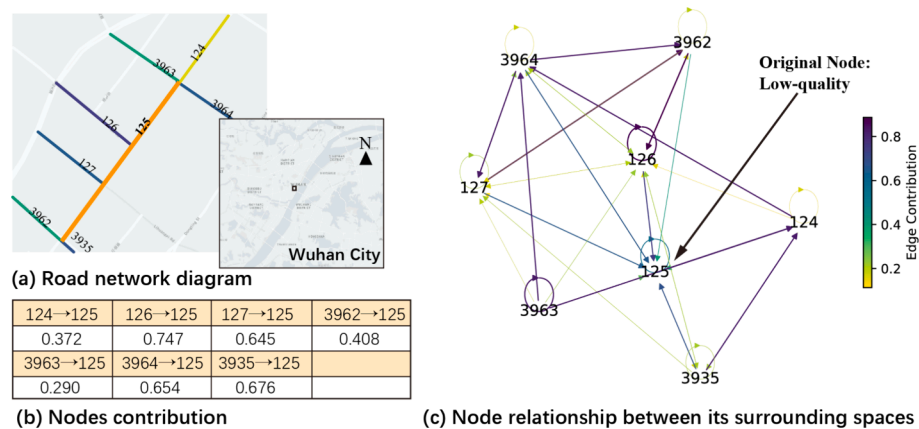 124
3963
3964
125
126
127
3962
3935
N
Wuhan City
(a) Road network diagram
124→125 126→125 127→125 3962→125
0.372 0.747 0.645 0.408
3963→125 3964→125 3935→125
0.290 0.654 0.676
(b) Nodes contribution
3962
3964
Original Node:
Low-quality
126
127
124
125
3963
3935
0.8
0.6
0.4
0.2
Edge Contribution
(c) Node relationship between its surrounding spaces